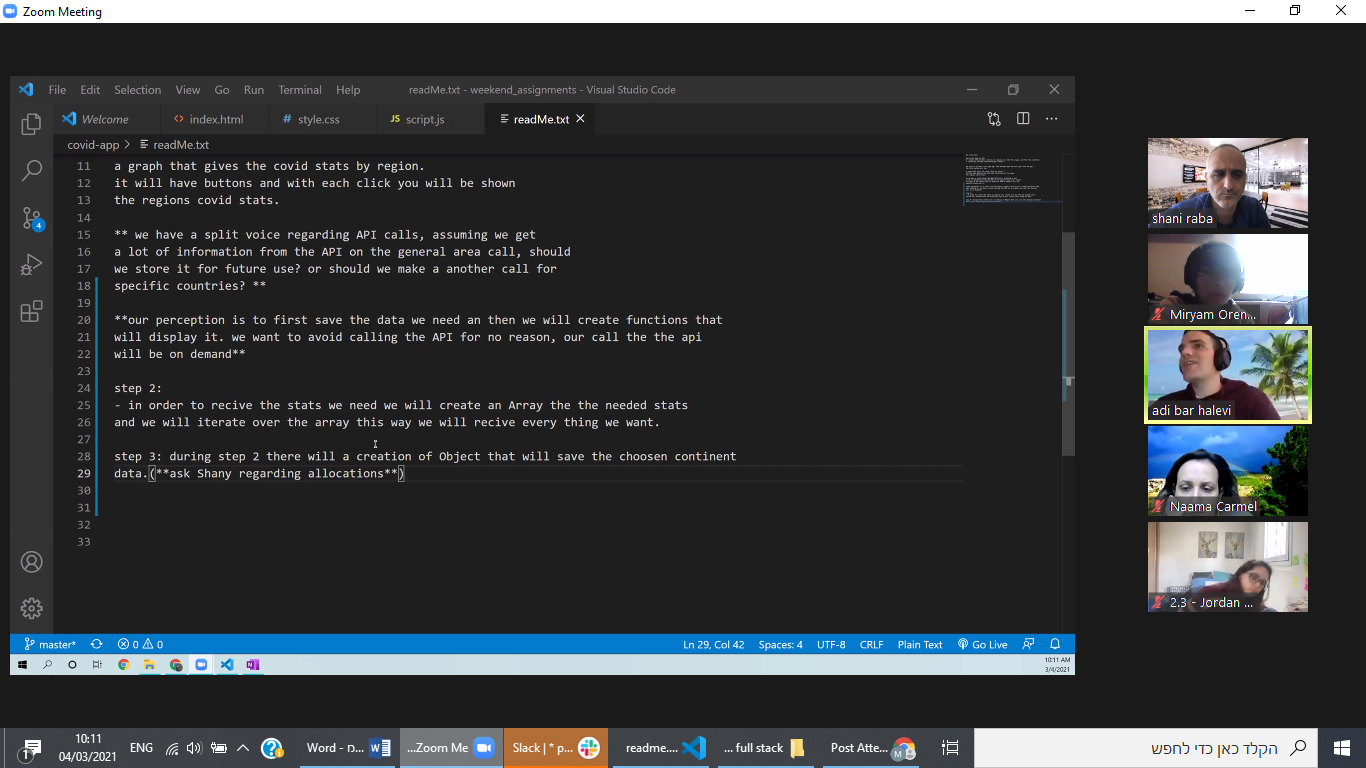 Zoom Meeting
File Edit Selection View Go Run Terminal Help
readMe.txt - weekend_assignments - Visual Studio Code
Welcome
index.html
style.css
JS script.js
readMe.txt
covid-app > readMe.txt
11 a graph that gives the covid stats by region.
12 it will have buttons and with each click you will be shown
13 the regions covid stats.
14
15 ** we have a split voice regarding API calls, assuming we get
16 a lot of information from the API on the general area call, should
17 we store it for future use? or should we make a another call for
18 specific countries? **
19
20 **our perception is to first save the data we need an then we will create functions that
21 will display it. we want to avoid calling the API for no reason, our call the the api
22 will be on demand**
23
24 step 2:
25 - in order to recive the stats we need we will create an Array the the needed stats
26 and we will iterate over the array this way we will recive every thing we want.
27
28 step 3: during step 2 there will a creation of Object that will save the choosen continent
29 data.(**ask Shany regarding allocations**)
30
31
32
33
4
master* 0 0
Ln 29, Col 42 Spaces: 4 UTF-8 CRLF Plain Text Go Live
10:11 AM
3/4/2021
shani raba
Miryam Oren...
adi bar halevi
Naama Carmel
2.3 - Jordan ...
1
10:11
04/03/2021
ENG
Word - מ...
...Zoom Me
Slack | * p...
readme....
... full stack
Post Atte...
M
הקלד כאן כדי לחפש